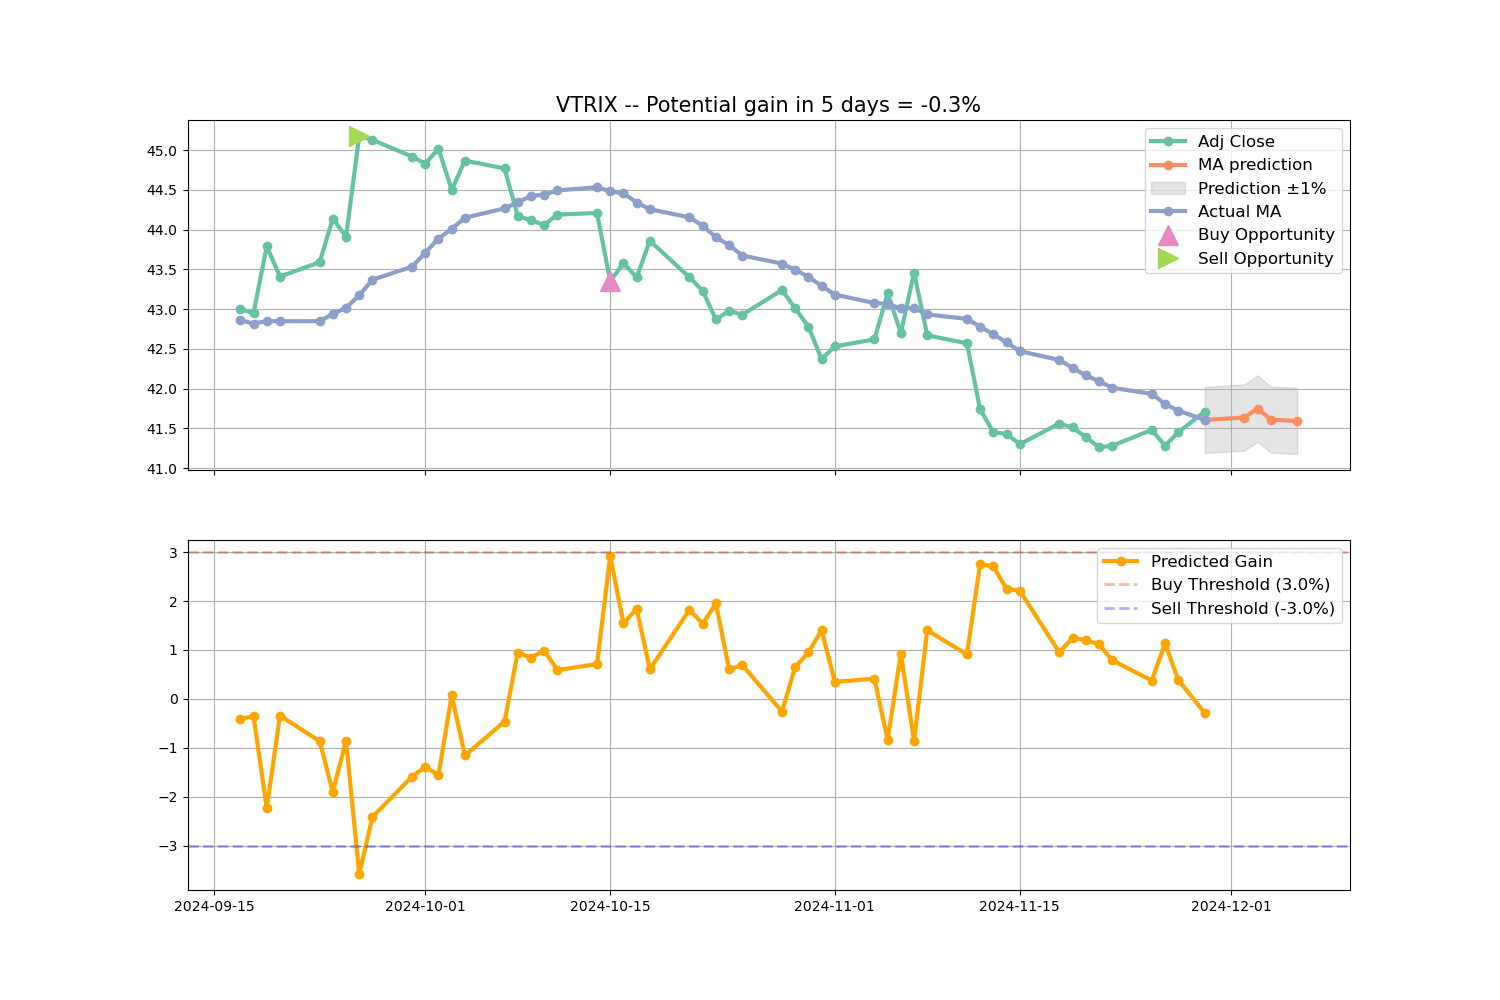 VTRIX -- Potential gain in 5 days = -0.3%
45.0
44.5
44.0
43.5
43.0
42.5
42.0
41.5
41.0
Adj Close
MA prediction
Prediction ±1%
Actual MA
Buy Opportunity
Sell Opportunity
3
2
1
0
−1
−2
−3
Predicted Gain
Buy Threshold (3.0%)
Sell Threshold (-3.0%)
2024-09-15 2024-10-01 2024-10-15 2024-11-01 2024-11-15 2024-12-01